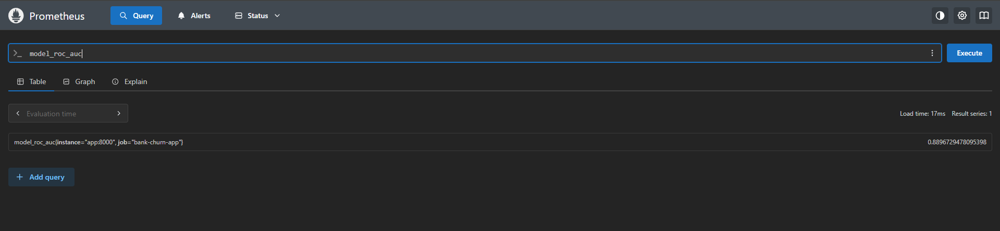 Prometheus Query Alerts Status
model_roc_auc Execute
Table Graph Explain
Evaluation time Load time: 17ms Result series: 1
model_roc_auc{instance="app:8000", job="bank-churn-app"} 0.8896729478095398
Add query